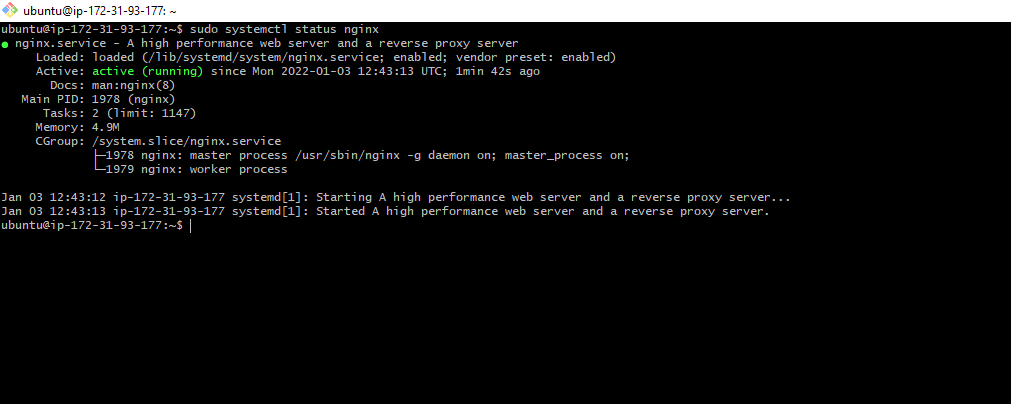 ubuntu@ip-172-31-93-177: ~
ubuntu@ip-172-31-93-177:~$ sudo systemctl status nginx
● nginx.service - A high performance web server and a reverse proxy server
     Loaded: loaded (/lib/systemd/system/nginx.service; enabled; vendor preset: enabled)
     Active: active (running) since Mon 2022-01-03 12:43:13 UTC; 1min 42s ago
       Docs: man:nginx(8)
   Main PID: 1978 (nginx)
      Tasks: 2 (limit: 1147)
     Memory: 4.9M
     CGroup: /system.slice/nginx.service
             ├─1978 nginx: master process /usr/sbin/nginx -g daemon on; master_process on;
             └─1979 nginx: worker process
Jan 03 12:43:12 ip-172-31-93-177 systemd[1]: Starting A high performance web server and a reverse proxy server...
Jan 03 12:43:13 ip-172-31-93-177 systemd[1]: Started A high performance web server and a reverse proxy server.
ubuntu@ip-172-31-93-177:~$